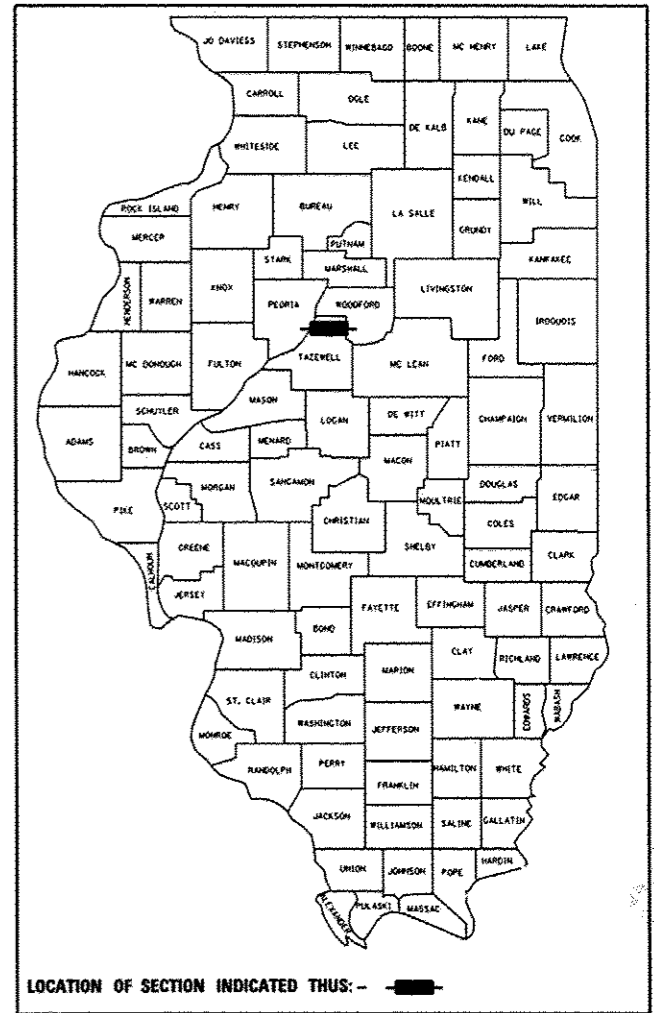 JO DAVIESS STEPHENSON WINNEBAGO BOONE MC HENRY LAKE
CARROLL OGLE DE KALB KANE DU PAGE COOK
WHITESIDE LEE
KENDALL WILL
ROCK ISLAND HENRY BUREAU LA SALLE GRUNDY
MERCER PUTNAM
STARK MARSHALL KANKAKEE
HENDERSON WARREN KNOX PEORIA WOODFORD LIVINGSTON IROQUOIS
HANCOCK MC DONOUGH FULTON TAZEWELL MC LEAN FORD
SCHUYLER MASON LOGAN DE WITT CHAMPAIGN VERMILION
ADAMS BROWN CASS MENARD PIATT
MACON
PIKE SCOTT MORGAN SANGAMON MOULTRIE DOUGLAS EDGAR
CHRISTIAN COLES
CALHOUN GREENE MACOUPIN MONTGOMERY SHELBY CUMBERLAND CLARK
JERSEY FAYETTE EFFINGHAM JASPER CRAWFORD
MADISON BOND CLAY RICHLAND LAWRENCE
CLINTON MARION
ST. CLAIR WAYNE EDWARDS WABASH
MONROE WASHINGTON JEFFERSON
RANDOLPH PERRY HAMILTON WHITE
FRANKLIN
JACKSON WILLIAMSON SALINE GALLATIN
UNION JOHNSON POPE HARDIN
ALEXANDER PULASKI MASSAC
LOCATION OF SECTION INDICATED THUS: -